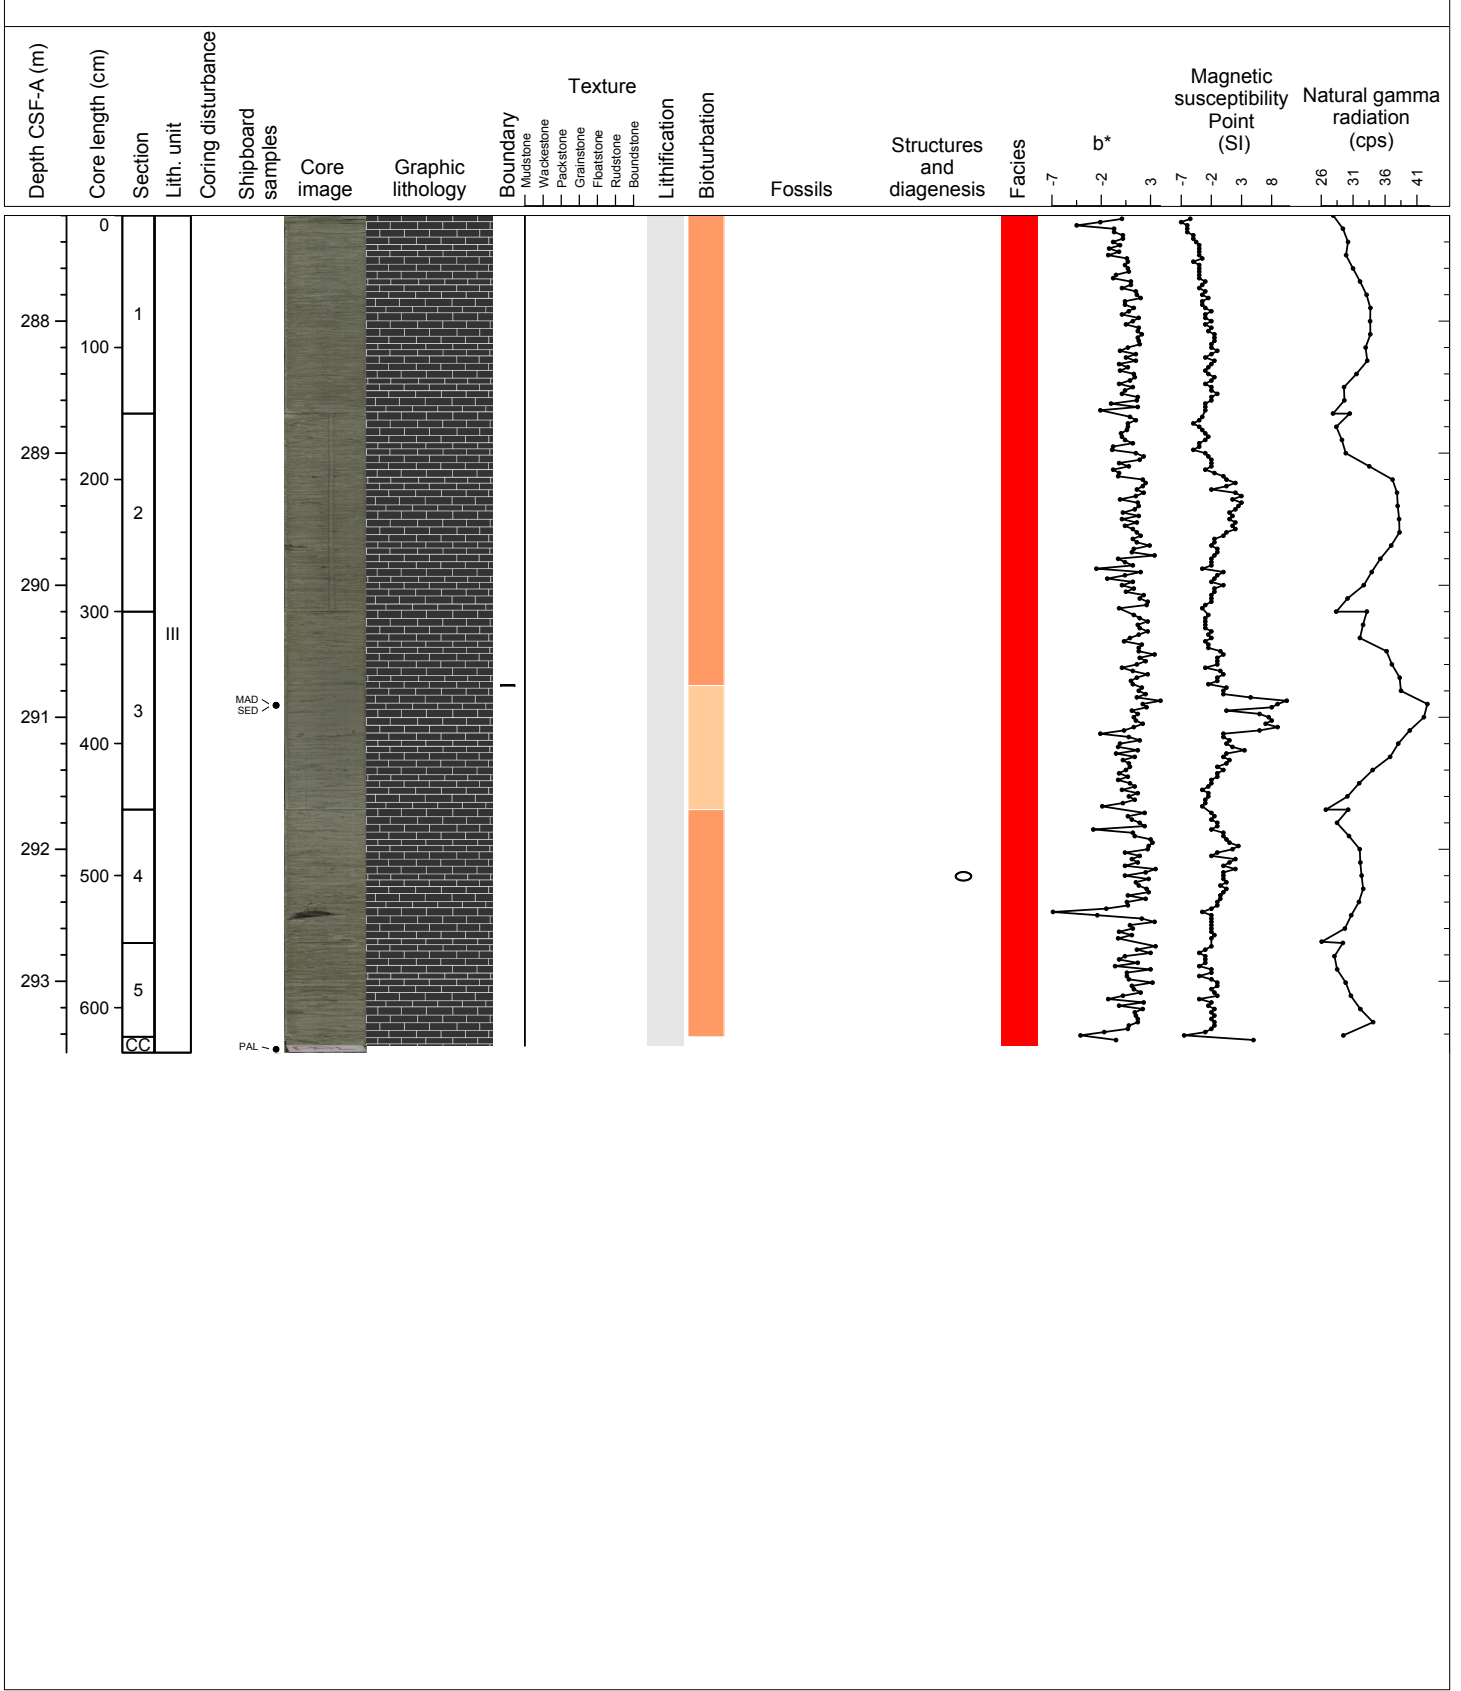 Depth CSF-A (m)
Core length (cm)
Section
Lith. unit
Coring disturbance
Shipboard
samples
Core
image
Graphic
lithology
Boundary
Texture
Mudstone
Wackestone
Packstone
Grainstone
Floatstone
Rudstone
Boundstone
Lithification
Bioturbation
Fossils
Structures
and
diagenesis
Facies
b*
-7 -2 3
Magnetic
susceptibility
Point
(SI)
-7 -2 3 8
Natural gamma
radiation
(cps)
26 31 36 41
0
1
288
100
289
200
2
290
300
III
MAD
SED
3
291
400
292
500
4
293
5
600
CC
PAL